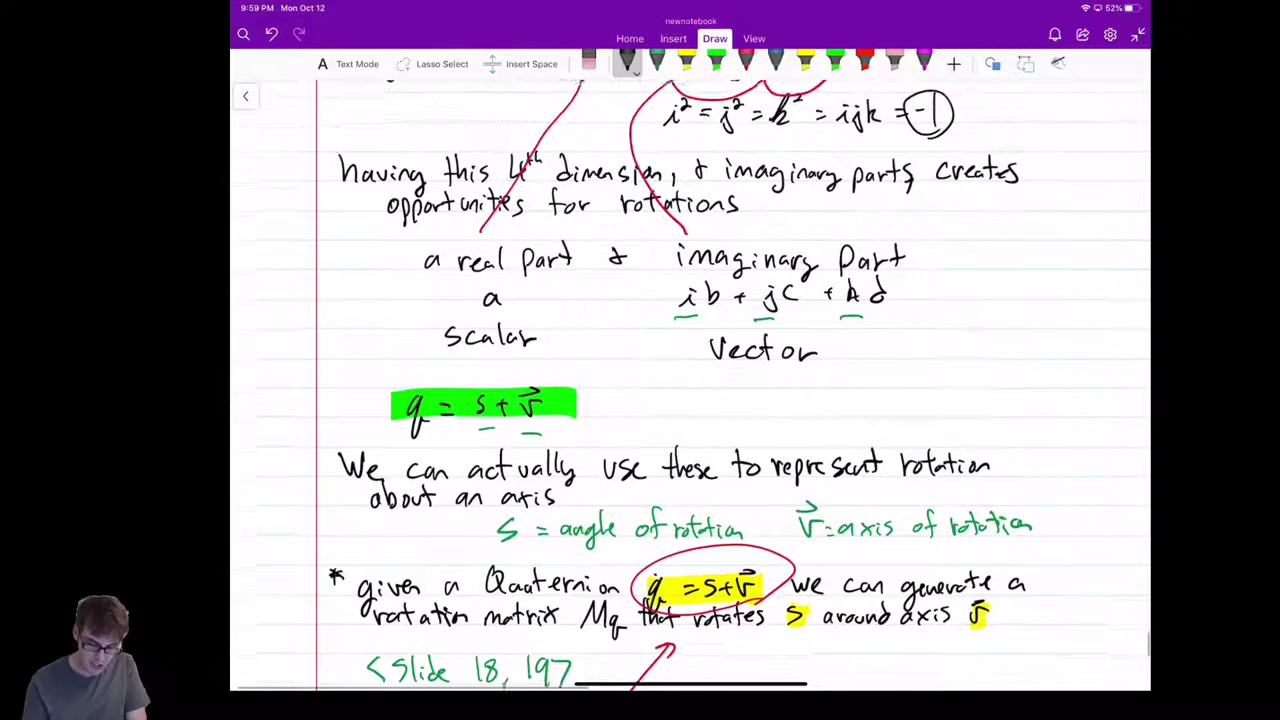 9:59 PM Mon Oct 12
52%
newnotebook
Home Insert Draw View
Text Mode Lasso Select Insert Space
i² = j² = k² = ijk = -1
having this 4th dimension, & imaginary parts, creates
opportunities for rotations
a real part & imaginary part
a ib + jc + kd
scalar vector
q = s + v⃗
We can actually use these to represent rotation
about an axis
s = angle of rotation v⃗ = axis of rotation
* given a Quaternion q = s + v⃗ we can generate a
rotation matrix Mq that rotates s around axis v⃗
<Slide 18, 19>